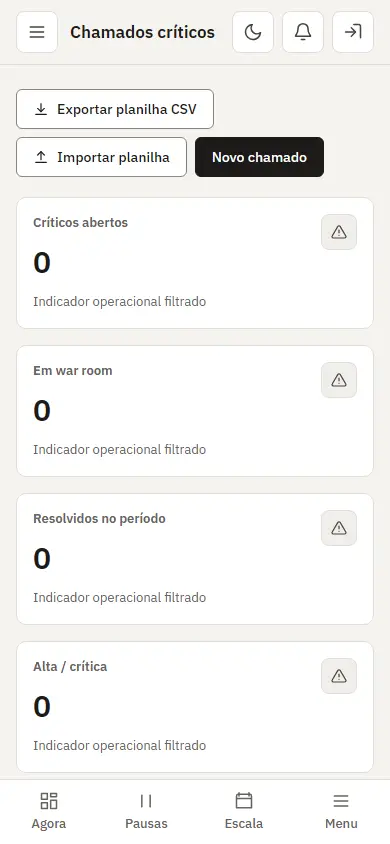 Chamados críticos
Exportar planilha CSV
Importar planilha
Novo chamado
Críticos abertos
0
Indicador operacional filtrado
Em war room
0
Indicador operacional filtrado
Resolvidos no período
0
Indicador operacional filtrado
Alta / crítica
0
Indicador operacional filtrado
Agora
Pausas
Escala
Menu